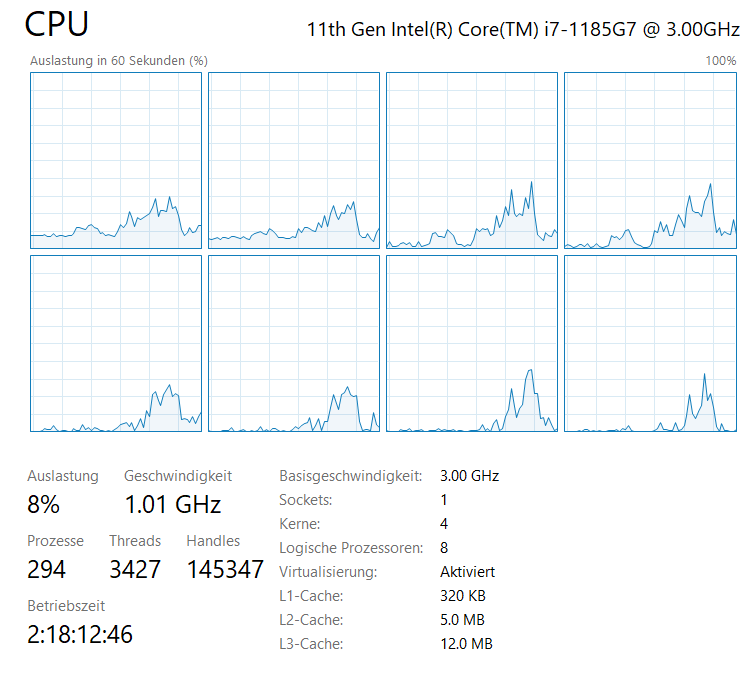 CPU
11th Gen Intel(R) Core(TM) i7-1185G7 @ 3.00GHz
Auslastung in 60 Sekunden (%)
100%
Auslastung
Geschwindigkeit
8%
1.01 GHz
Prozesse
Threads
Handles
294
3427
145347
Betriebszeit
2:18:12:46
Basisgeschwindigkeit: 3.00 GHz
Sockets: 1
Kerne: 4
Logische Prozessoren: 8
Virtualisierung: Aktiviert
L1-Cache: 320 KB
L2-Cache: 5.0 MB
L3-Cache: 12.0 MB